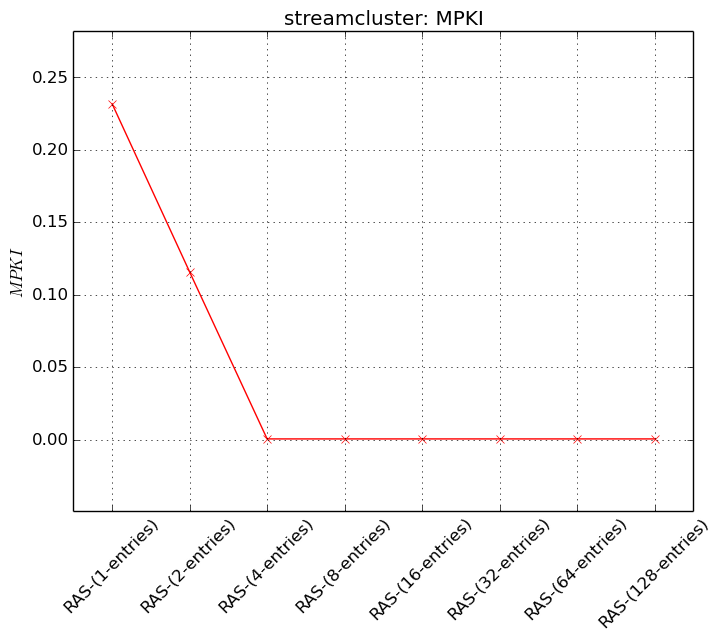 streamcluster: MPKI
MPKI
0.25
0.20
0.15
0.10
0.05
0.00
RAS-(1-entries)
RAS-(2-entries)
RAS-(4-entries)
RAS-(8-entries)
RAS-(16-entries)
RAS-(32-entries)
RAS-(64-entries)
RAS-(128-entries)